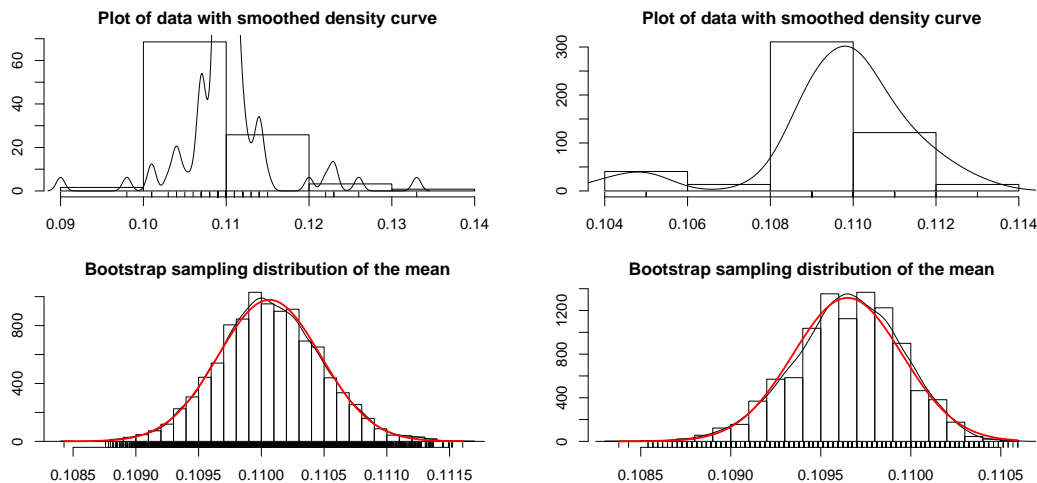 Plot of data with smoothed density curve
60
40
20
0
0.09 0.10 0.11 0.12 0.13 0.14
Plot of data with smoothed density curve
300
200
100
0
0.104 0.106 0.108 0.110 0.112 0.114
Bootstrap sampling distribution of the mean
800
400
0
0.1085 0.1090 0.1095 0.1100 0.1105 0.1110 0.1115
Bootstrap sampling distribution of the mean
1200
800
400
0
0.1085 0.1090 0.1095 0.1100 0.1105